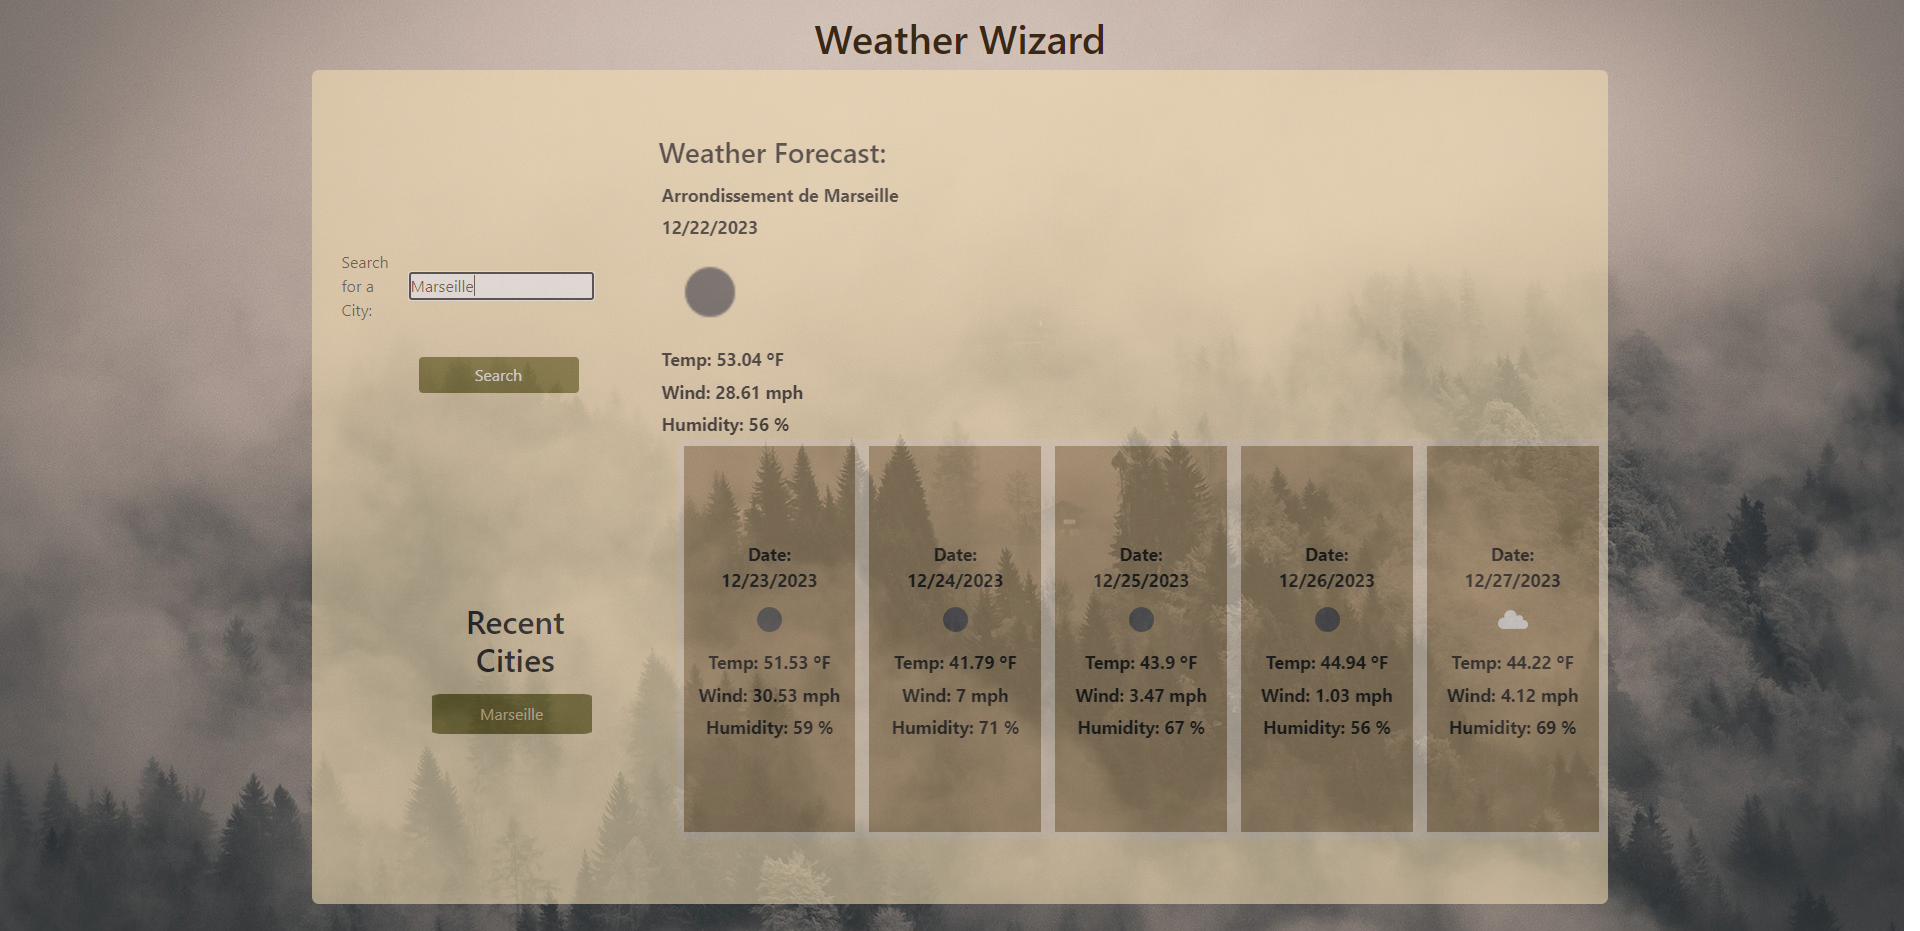 Weather Wizard
Search
for a
City:
Marseille
Search
Recent
Cities
Marseille
Weather Forecast:
Arrondissement de Marseille
12/22/2023
Temp: 53.04 °F
Wind: 28.61 mph
Humidity: 56 %
Date:
12/23/2023
Temp: 51.53 °F
Wind: 30.53 mph
Humidity: 59 %
Date:
12/24/2023
Temp: 41.79 °F
Wind: 7 mph
Humidity: 71 %
Date:
12/25/2023
Temp: 43.9 °F
Wind: 3.47 mph
Humidity: 67 %
Date:
12/26/2023
Temp: 44.94 °F
Wind: 1.03 mph
Humidity: 56 %
Date:
12/27/2023
Temp: 44.22 °F
Wind: 4.12 mph
Humidity: 69 %